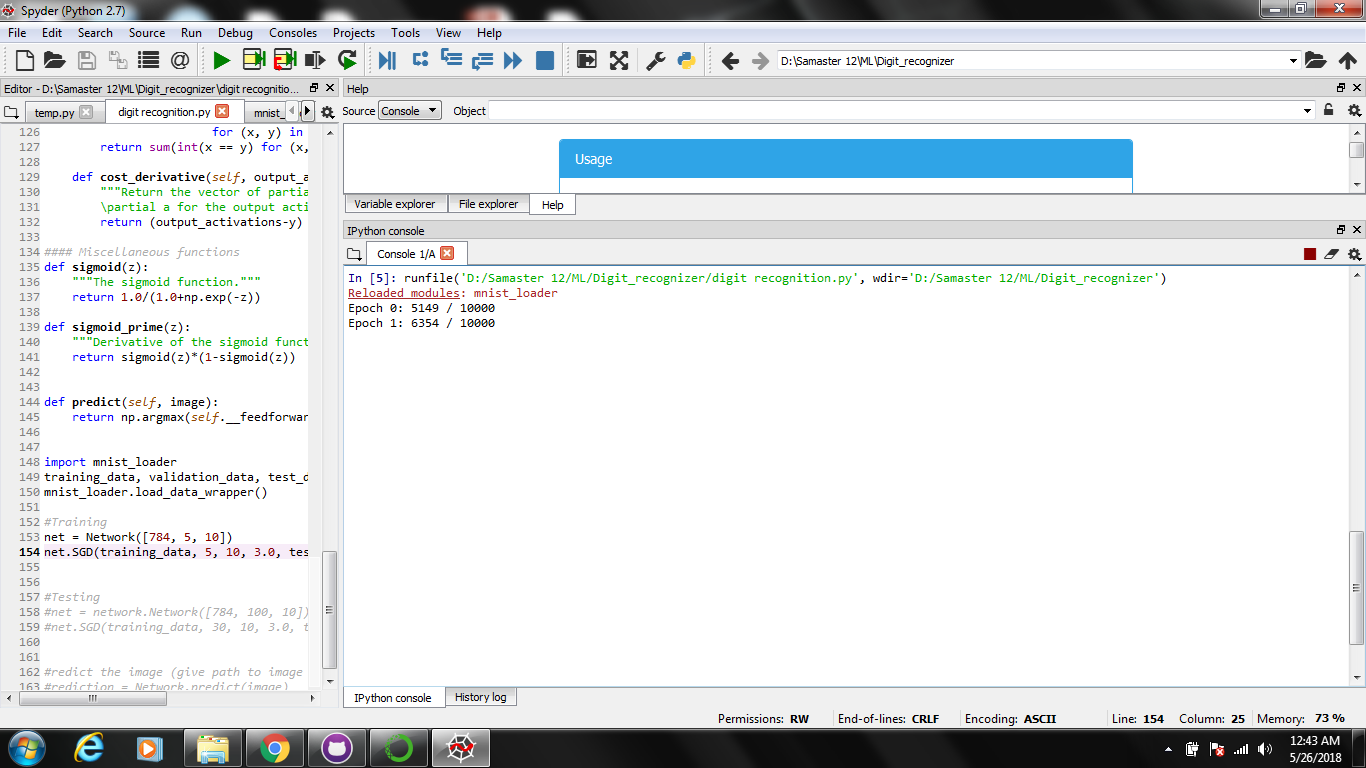 Spyder (Python 2.7)
File Edit Search Source Run Debug Consoles Projects Tools View Help
D:\Samaster 12\ML\Digit_recognizer
Editor - D:\Samaster 12\ML\Digit_recognizer\digit recognitio...
temp.py digit recognition.py mnist_
126 for (x, y) in
127 return sum(int(x == y) for (x,
128
129 def cost_derivative(self, output_a
130 """Return the vector of partia
131 \partial a for the output acti
132 return (output_activations-y)
133
134 #### Miscellaneous functions
135 def sigmoid(z):
136 """The sigmoid function."""
137 return 1.0/(1.0+np.exp(-z))
138
139 def sigmoid_prime(z):
140 """Derivative of the sigmoid funct
141 return sigmoid(z)*(1-sigmoid(z))
142
143
144 def predict(self, image):
145 return np.argmax(self.__feedforwar
146
147
148 import mnist_loader
149 training_data, validation_data, test_d
150 mnist_loader.load_data_wrapper()
151
152 #Training
153 net = Network([784, 5, 10])
154 net.SGD(training_data, 5, 10, 3.0, tes
155
156
157 #Testing
158 #net = network.Network([784, 100, 10])
159 #net.SGD(training_data, 30, 10, 3.0, t
160
161
162 #redict the image (give path to image
163 #rediction = Network.predict(image)
Help
Source Console Object
Usage
Variable explorer File explorer Help
IPython console
Console 1/A
In [5]: runfile('D:/Samaster 12/ML/Digit_recognizer/digit recognition.py', wdir='D:/Samaster 12/ML/Digit_recognizer')
Reloaded modules: mnist_loader
Epoch 0: 5149 / 10000
Epoch 1: 6354 / 10000
IPython console History log
Permissions: RW End-of-lines: CRLF Encoding: ASCII Line: 154 Column: 25 Memory: 73 %
12:43 AM
5/26/2018